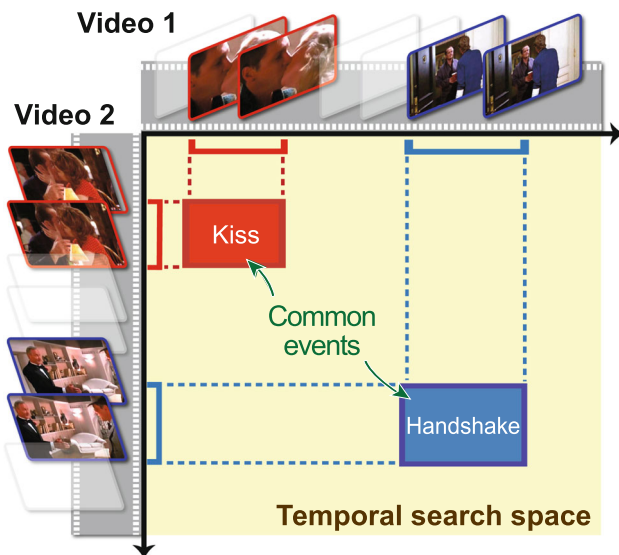 Video 1
Video 2
Kiss
Common
events
Handshake
Temporal search space